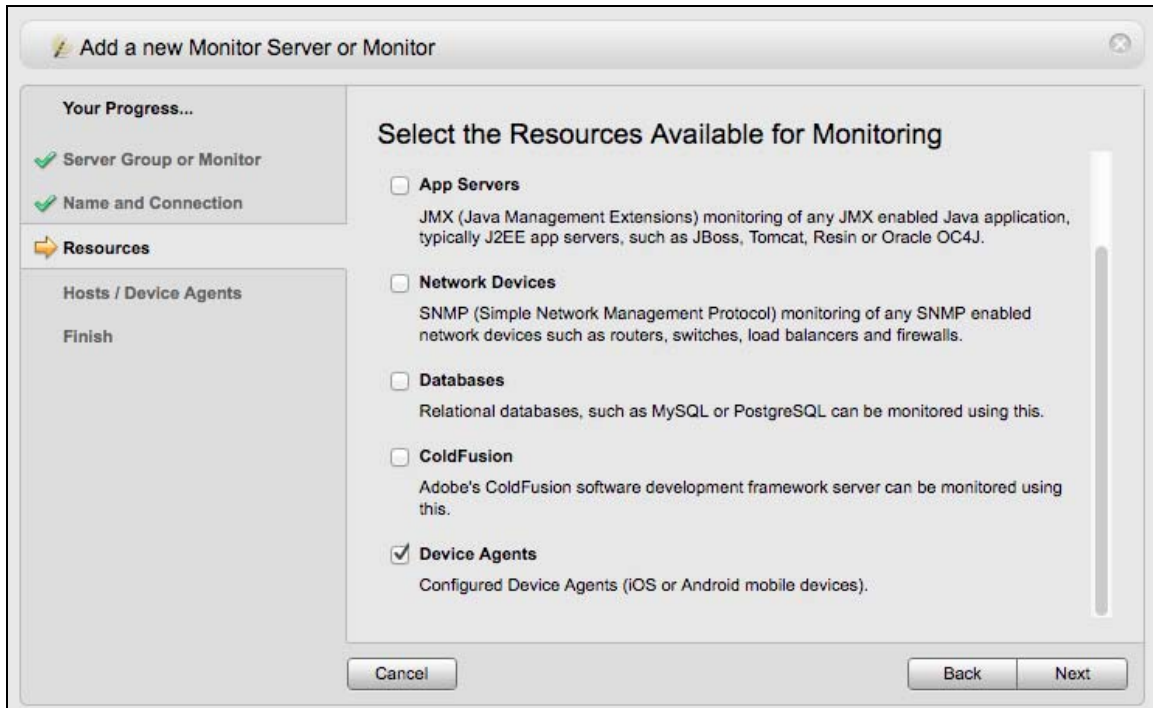 Add a new Monitor Server or Monitor
Your Progress...
Server Group or Monitor
Name and Connection
Resources
Hosts / Device Agents
Finish
Select the Resources Available for Monitoring
App Servers
JMX (Java Management Extensions) monitoring of any JMX enabled Java application,
typically J2EE app servers, such as JBoss, Tomcat, Resin or Oracle OC4J.
Network Devices
SNMP (Simple Network Management Protocol) monitoring of any SNMP enabled
network devices such as routers, switches, load balancers and firewalls.
Databases
Relational databases, such as MySQL or PostgreSQL can be monitored using this.
ColdFusion
Adobe's ColdFusion software development framework server can be monitored using
this.
Device Agents
Configured Device Agents (iOS or Android mobile devices).
Cancel
Back
Next